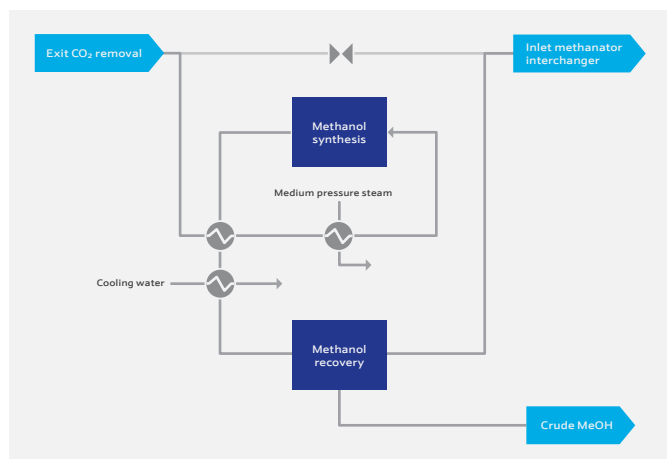 Exit CO₂ removal
Inlet methanator
interchanger
Methanol
synthesis
Medium pressure steam
Cooling water
Methanol
recovery
Crude MeOH